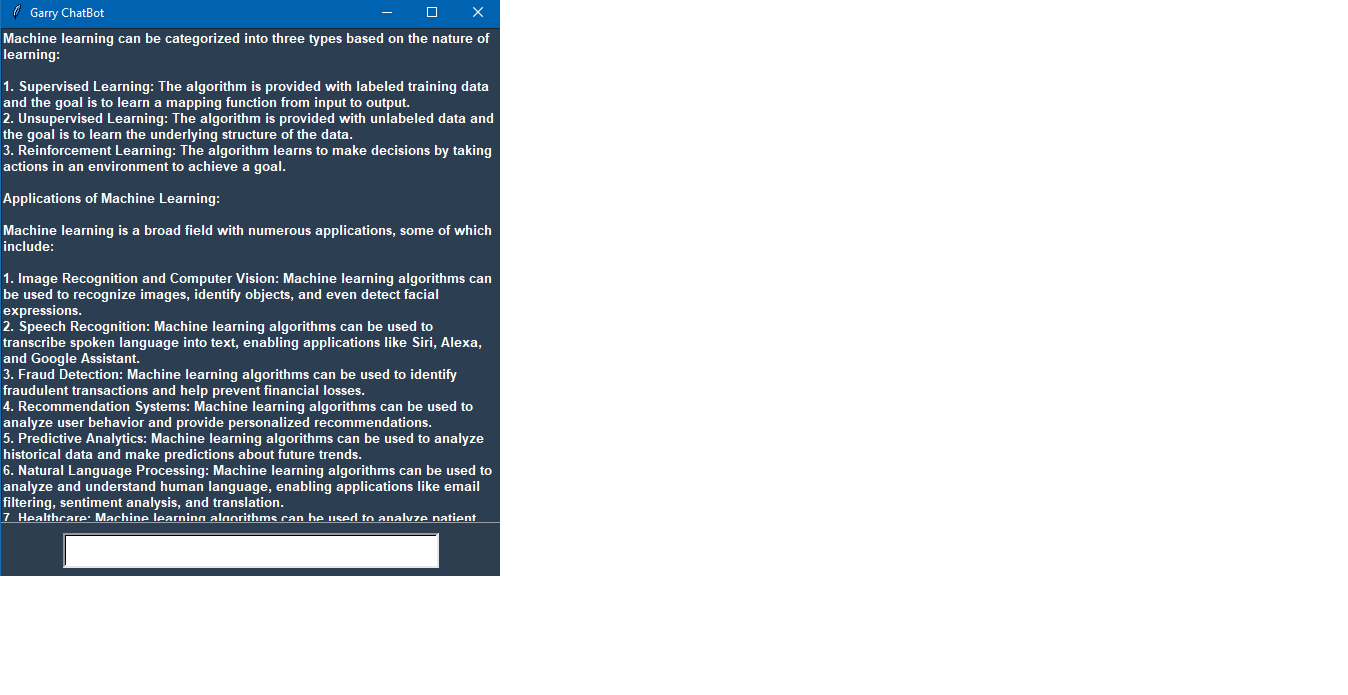 Garry ChatBot
Machine learning can be categorized into three types based on the nature of
learning:
1. Supervised Learning: The algorithm is provided with labeled training data
and the goal is to learn a mapping function from input to output.
2. Unsupervised Learning: The algorithm is provided with unlabeled data and
the goal is to learn the underlying structure of the data.
3. Reinforcement Learning: The algorithm learns to make decisions by taking
actions in an environment to achieve a goal.
Applications of Machine Learning:
Machine learning is a broad field with numerous applications, some of which
include:
1. Image Recognition and Computer Vision: Machine learning algorithms can
be used to recognize images, identify objects, and even detect facial
expressions.
2. Speech Recognition: Machine learning algorithms can be used to
transcribe spoken language into text, enabling applications like Siri, Alexa,
and Google Assistant.
3. Fraud Detection: Machine learning algorithms can be used to identify
fraudulent transactions and help prevent financial losses.
4. Recommendation Systems: Machine learning algorithms can be used to
analyze user behavior and provide personalized recommendations.
5. Predictive Analytics: Machine learning algorithms can be used to analyze
historical data and make predictions about future trends.
6. Natural Language Processing: Machine learning algorithms can be used to
analyze and understand human language, enabling applications like email
filtering, sentiment analysis, and translation.
7. Healthcare: Machine learning algorithms can be used to analyze patient